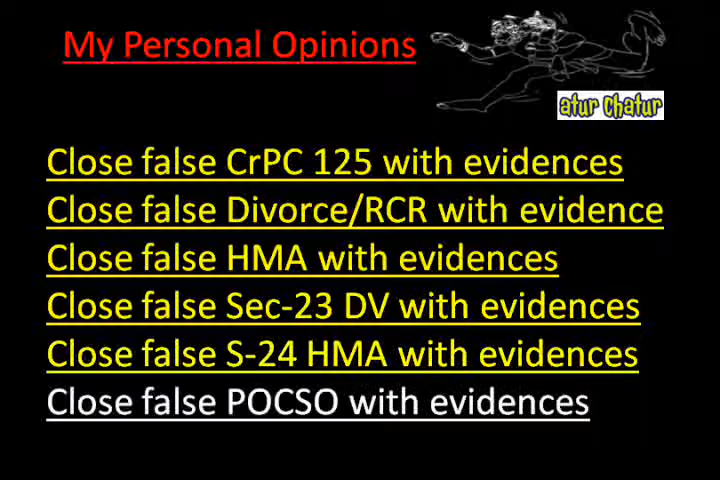 My Personal Opinions
atur Chatur
Close false CrPC 125 with evidences
Close false Divorce/RCR with evidence
Close false HMA with evidences
Close false Sec-23 DV with evidences
Close false S-24 HMA with evidences
Close false POCSO with evidences